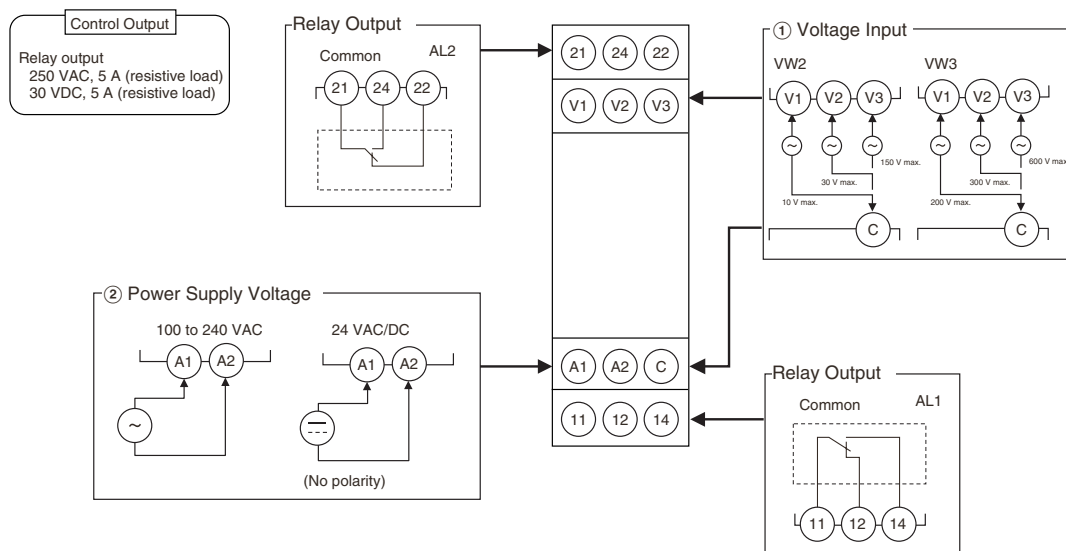 Control Output
Relay output
250 VAC, 5 A (resistive load)
30 VDC, 5 A (resistive load)
Relay Output
Common AL2
21 24 22
21 24 22
V1 V2 V3
① Voltage Input
VW2 VW3
V1 V2 V3 V1 V2 V3
~ ~ ~ ~ ~ ~
150 V max. 600 V max.
30 V max. 300 V max.
10 V max. 200 V max.
C C
② Power Supply Voltage
100 to 240 VAC 24 VAC/DC
A1 A2 A1 A2
~
(No polarity)
A1 A2 C
11 12 14
Relay Output
Common AL1
11 12 14